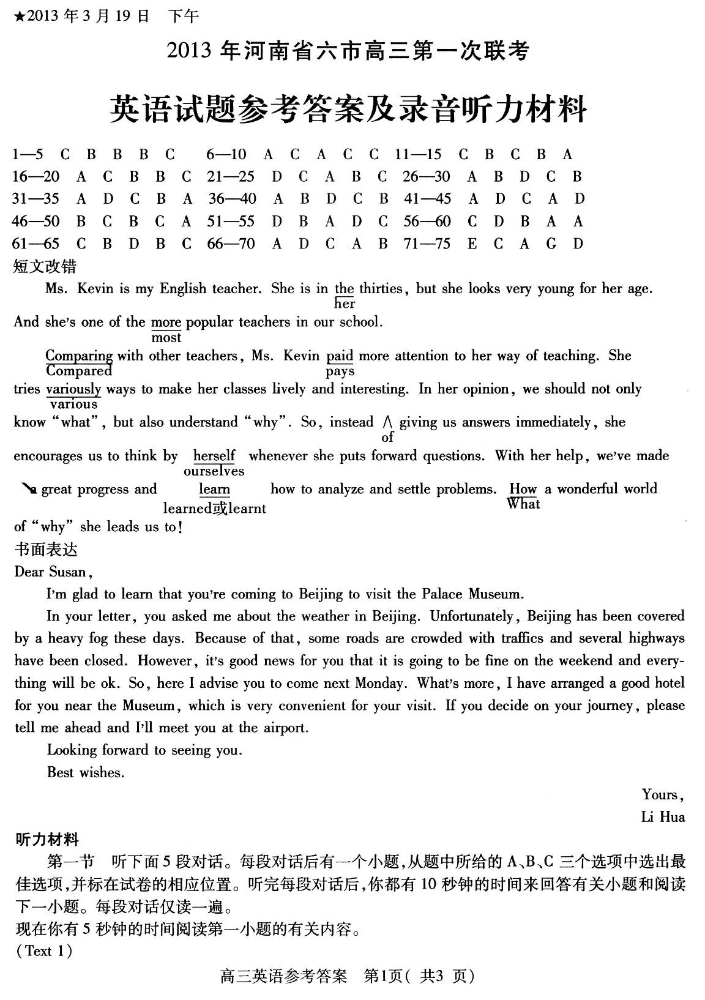 ★2013年3月19日 下午
2013年河南省六市高三第一次联考
英语试题参考答案及录音听力材料
1—5 C B B B C 6—10 A C A C C 11—15 C B C B A
16—20 A C B B C 21—25 D C A B C 26—30 A B D C B
31—35 A D C B A 36—40 A B D C B 41—45 A D C A D
46—50 B C B C A 51—55 D B A D C 56—60 C D B A A
61—65 C B D B C 66—70 A D C A B 71—75 E C A G D
短文改错
Ms. Kevin is my English teacher. She is in the thirties, but she looks very young for her age.
her
And she's one of the more popular teachers in our school.
most
Comparing with other teachers, Ms. Kevin paid more attention to her way of teaching. She
Compared pays
tries variously ways to make her classes lively and interesting. In her opinion, we should not only
various
know “what”, but also understand “why”. So, instead ∧ giving us answers immediately, she
of
encourages us to think by herself whenever she puts forward questions. With her help, we've made
ourselves
a great progress and learn how to analyze and settle problems. How a wonderful world
learned或learnt What
of “why” she leads us to!
书面表达
Dear Susan,
I'm glad to learn that you're coming to Beijing to visit the Palace Museum.
In your letter, you asked me about the weather in Beijing. Unfortunately, Beijing has been covered
by a heavy fog these days. Because of that, some roads are crowded with traffics and several highways
have been closed. However, it's good news for you that it is going to be fine on the weekend and every-
thing will be ok. So, here I advise you to come next Monday. What's more, I have arranged a good hotel
for you near the Museum, which is very convenient for your visit. If you decide on your journey, please
tell me ahead and I'll meet you at the airport.
Looking forward to seeing you.
Best wishes.
Yours,
Li Hua
听力材料
第一节 听下面5段对话。每段对话后有一个小题,从题中所给的A、B、C三个选项中选出最
佳选项,并标在试卷的相应位置。听完每段对话后,你都有10秒钟的时间来回答有关小题和阅读
下一小题。每段对话仅读一遍。
现在你有5秒钟的时间阅读第一小题的有关内容。
(Text 1)
高三英语参考答案 第1页( 共3 页)